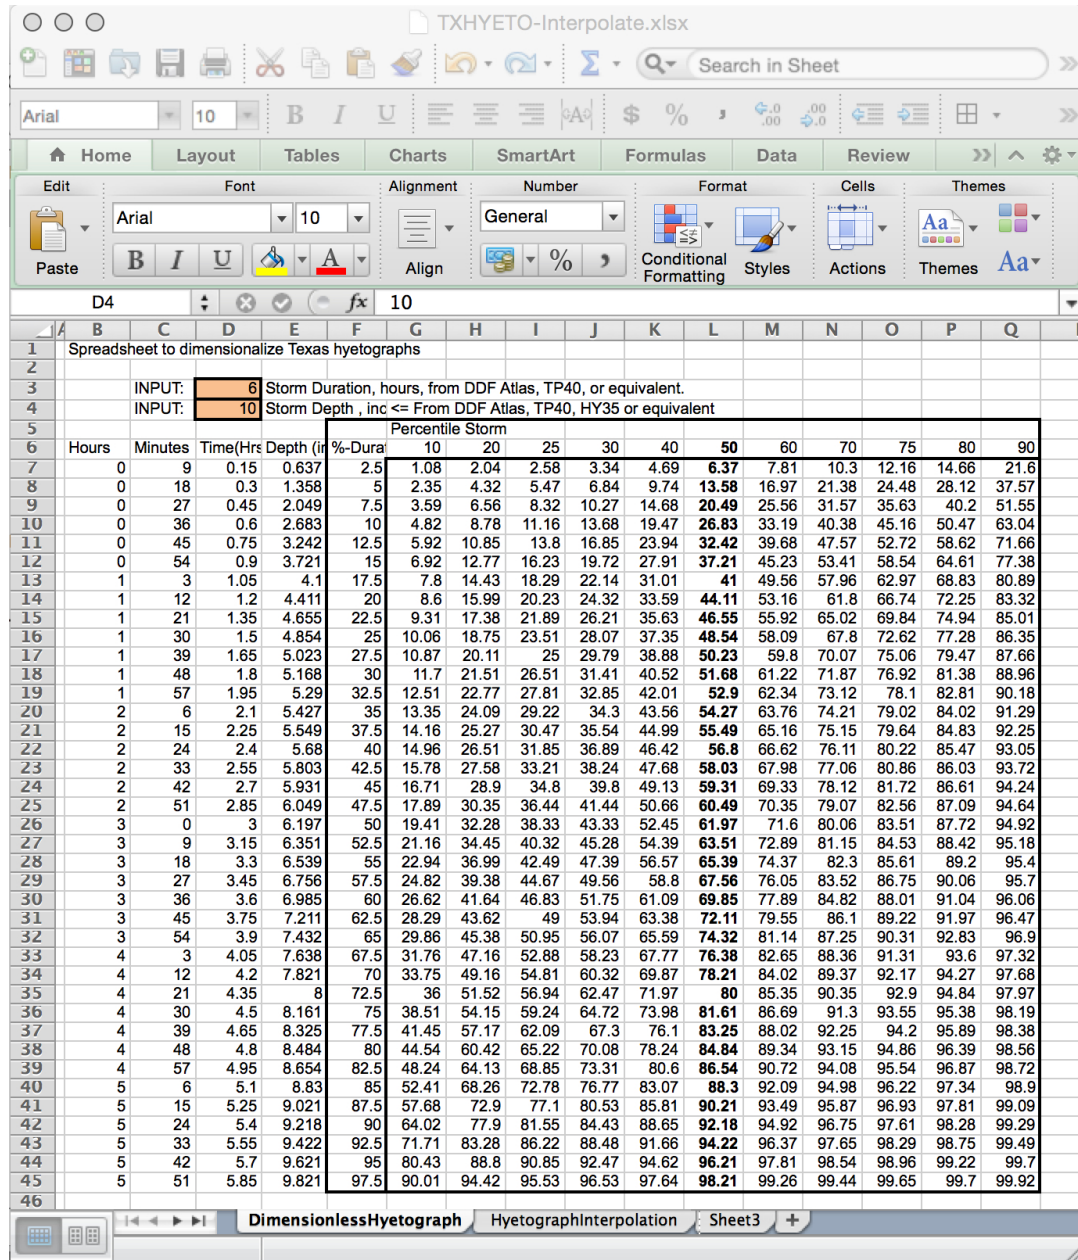 TXHYETO-Interpolate.xlsx
Search in Sheet
Arial 10 B I U A $ % , .0 .00 .00 .0
Home Layout Tables Charts SmartArt Formulas Data Review
Edit Font Alignment Number Format Cells Themes
Arial 10 General Aa
B I U A % ,
Paste Align Conditional Formatting Styles Actions Themes Aa
D4 fx 10
A B C D E F G H I J K L M N O P Q
1 Spreadsheet to dimensionalize Texas hyetographs
2
3 INPUT: 6 Storm Duration, hours, from DDF Atlas, TP40, or equivalent.
4 INPUT: 10 Storm Depth , inc <= From DDF Atlas, TP40, HY35 or equivalent
5 Percentile Storm
6 Hours Minutes Time(Hrs Depth (in %-Durat 10 20 25 30 40 50 60 70 75 80 90
7 0 9 0.15 0.637 2.5 1.08 2.04 2.58 3.34 4.69 6.37 7.81 10.3 12.16 14.66 21.6
8 0 18 0.3 1.358 5 2.35 4.32 5.47 6.84 9.74 13.58 16.97 21.38 24.48 28.12 37.57
9 0 27 0.45 2.049 7.5 3.59 6.56 8.32 10.27 14.68 20.49 25.56 31.57 35.63 40.2 51.55
10 0 36 0.6 2.683 10 4.82 8.78 11.16 13.68 19.47 26.83 33.19 40.38 45.16 50.47 63.04
11 0 45 0.75 3.242 12.5 5.92 10.85 13.8 16.85 23.94 32.42 39.68 47.57 52.72 58.62 71.66
12 0 54 0.9 3.721 15 6.92 12.77 16.23 19.72 27.91 37.21 45.23 53.41 58.54 64.61 77.38
13 1 3 1.05 4.1 17.5 7.8 14.43 18.29 22.14 31.01 41 49.56 57.96 62.97 68.83 80.89
14 1 12 1.2 4.411 20 8.6 15.99 20.23 24.32 33.59 44.11 53.16 61.8 66.74 72.25 83.32
15 1 21 1.35 4.655 22.5 9.31 17.38 21.89 26.21 35.63 46.55 55.92 65.02 69.84 74.94 85.01
16 1 30 1.5 4.854 25 10.06 18.75 23.51 28.07 37.35 48.54 58.09 67.8 72.62 77.28 86.35
17 1 39 1.65 5.023 27.5 10.87 20.11 25 29.79 38.88 50.23 59.8 70.07 75.06 79.47 87.66
18 1 48 1.8 5.168 30 11.7 21.51 26.51 31.41 40.52 51.68 61.22 71.87 76.92 81.38 88.96
19 1 57 1.95 5.29 32.5 12.51 22.77 27.81 32.85 42.01 52.9 62.34 73.12 78.1 82.81 90.18
20 2 6 2.1 5.427 35 13.35 24.09 29.22 34.3 43.56 54.27 63.76 74.21 79.02 84.02 91.29
21 2 15 2.25 5.549 37.5 14.16 25.27 30.47 35.54 44.99 55.49 65.16 75.15 79.64 84.83 92.25
22 2 24 2.4 5.68 40 14.96 26.51 31.85 36.89 46.42 56.8 66.62 76.11 80.22 85.47 93.05
23 2 33 2.55 5.803 42.5 15.78 27.58 33.21 38.24 47.68 58.03 67.98 77.06 80.86 86.03 93.72
24 2 42 2.7 5.931 45 16.71 28.9 34.8 39.8 49.13 59.31 69.33 78.12 81.72 86.61 94.24
25 2 51 2.85 6.049 47.5 17.89 30.35 36.44 41.44 50.66 60.49 70.35 79.07 82.56 87.09 94.64
26 3 0 3 6.197 50 19.41 32.28 38.33 43.33 52.45 61.97 71.6 80.06 83.51 87.72 94.92
27 3 9 3.15 6.351 52.5 21.16 34.45 40.32 45.28 54.39 63.51 72.89 81.15 84.53 88.42 95.18
28 3 18 3.3 6.539 55 22.94 36.99 42.49 47.39 56.57 65.39 74.37 82.3 85.61 89.2 95.4
29 3 27 3.45 6.756 57.5 24.82 39.38 44.67 49.56 58.8 67.56 76.05 83.52 86.75 90.06 95.7
30 3 36 3.6 6.985 60 26.62 41.64 46.83 51.75 61.09 69.85 77.89 84.82 88.01 91.04 96.06
31 3 45 3.75 7.211 62.5 28.29 43.62 49 53.94 63.38 72.11 79.55 86.1 89.22 91.97 96.47
32 3 54 3.9 7.432 65 29.86 45.38 50.95 56.07 65.59 74.32 81.14 87.25 90.31 92.83 96.9
33 4 3 4.05 7.638 67.5 31.76 47.16 52.88 58.23 67.77 76.38 82.65 88.36 91.31 93.6 97.32
34 4 12 4.2 7.821 70 33.75 49.16 54.81 60.32 69.87 78.21 84.02 89.37 92.17 94.27 97.68
35 4 21 4.35 8 72.5 36 51.52 56.94 62.47 71.97 80 85.35 90.35 92.9 94.84 97.97
36 4 30 4.5 8.161 75 38.51 54.15 59.24 64.72 73.98 81.61 86.69 91.3 93.55 95.38 98.19
37 4 39 4.65 8.325 77.5 41.45 57.17 62.09 67.3 76.1 83.25 88.02 92.25 94.2 95.89 98.38
38 4 48 4.8 8.484 80 44.54 60.42 65.22 70.08 78.24 84.84 89.34 93.15 94.86 96.39 98.56
39 4 57 4.95 8.654 82.5 48.24 64.13 68.85 73.31 80.6 86.54 90.72 94.08 95.54 96.87 98.72
40 5 6 5.1 8.83 85 52.41 68.26 72.78 76.77 83.07 88.3 92.09 94.98 96.22 97.34 98.9
41 5 15 5.25 9.021 87.5 57.68 72.9 77.1 80.53 85.81 90.21 93.49 95.87 96.93 97.81 99.09
42 5 24 5.4 9.218 90 64.02 77.9 81.55 84.43 88.65 92.18 94.92 96.75 97.61 98.28 99.29
43 5 33 5.55 9.422 92.5 71.71 83.28 86.22 88.48 91.66 94.22 96.37 97.65 98.29 98.75 99.49
44 5 42 5.7 9.621 95 80.43 88.8 90.85 92.47 94.62 96.21 97.81 98.54 98.96 99.22 99.7
45 5 51 5.85 9.821 97.5 90.01 94.42 95.53 96.53 97.64 98.21 99.26 99.44 99.65 99.7 99.92
46
DimensionlessHyetograph HyetographInterpolation Sheet3 +